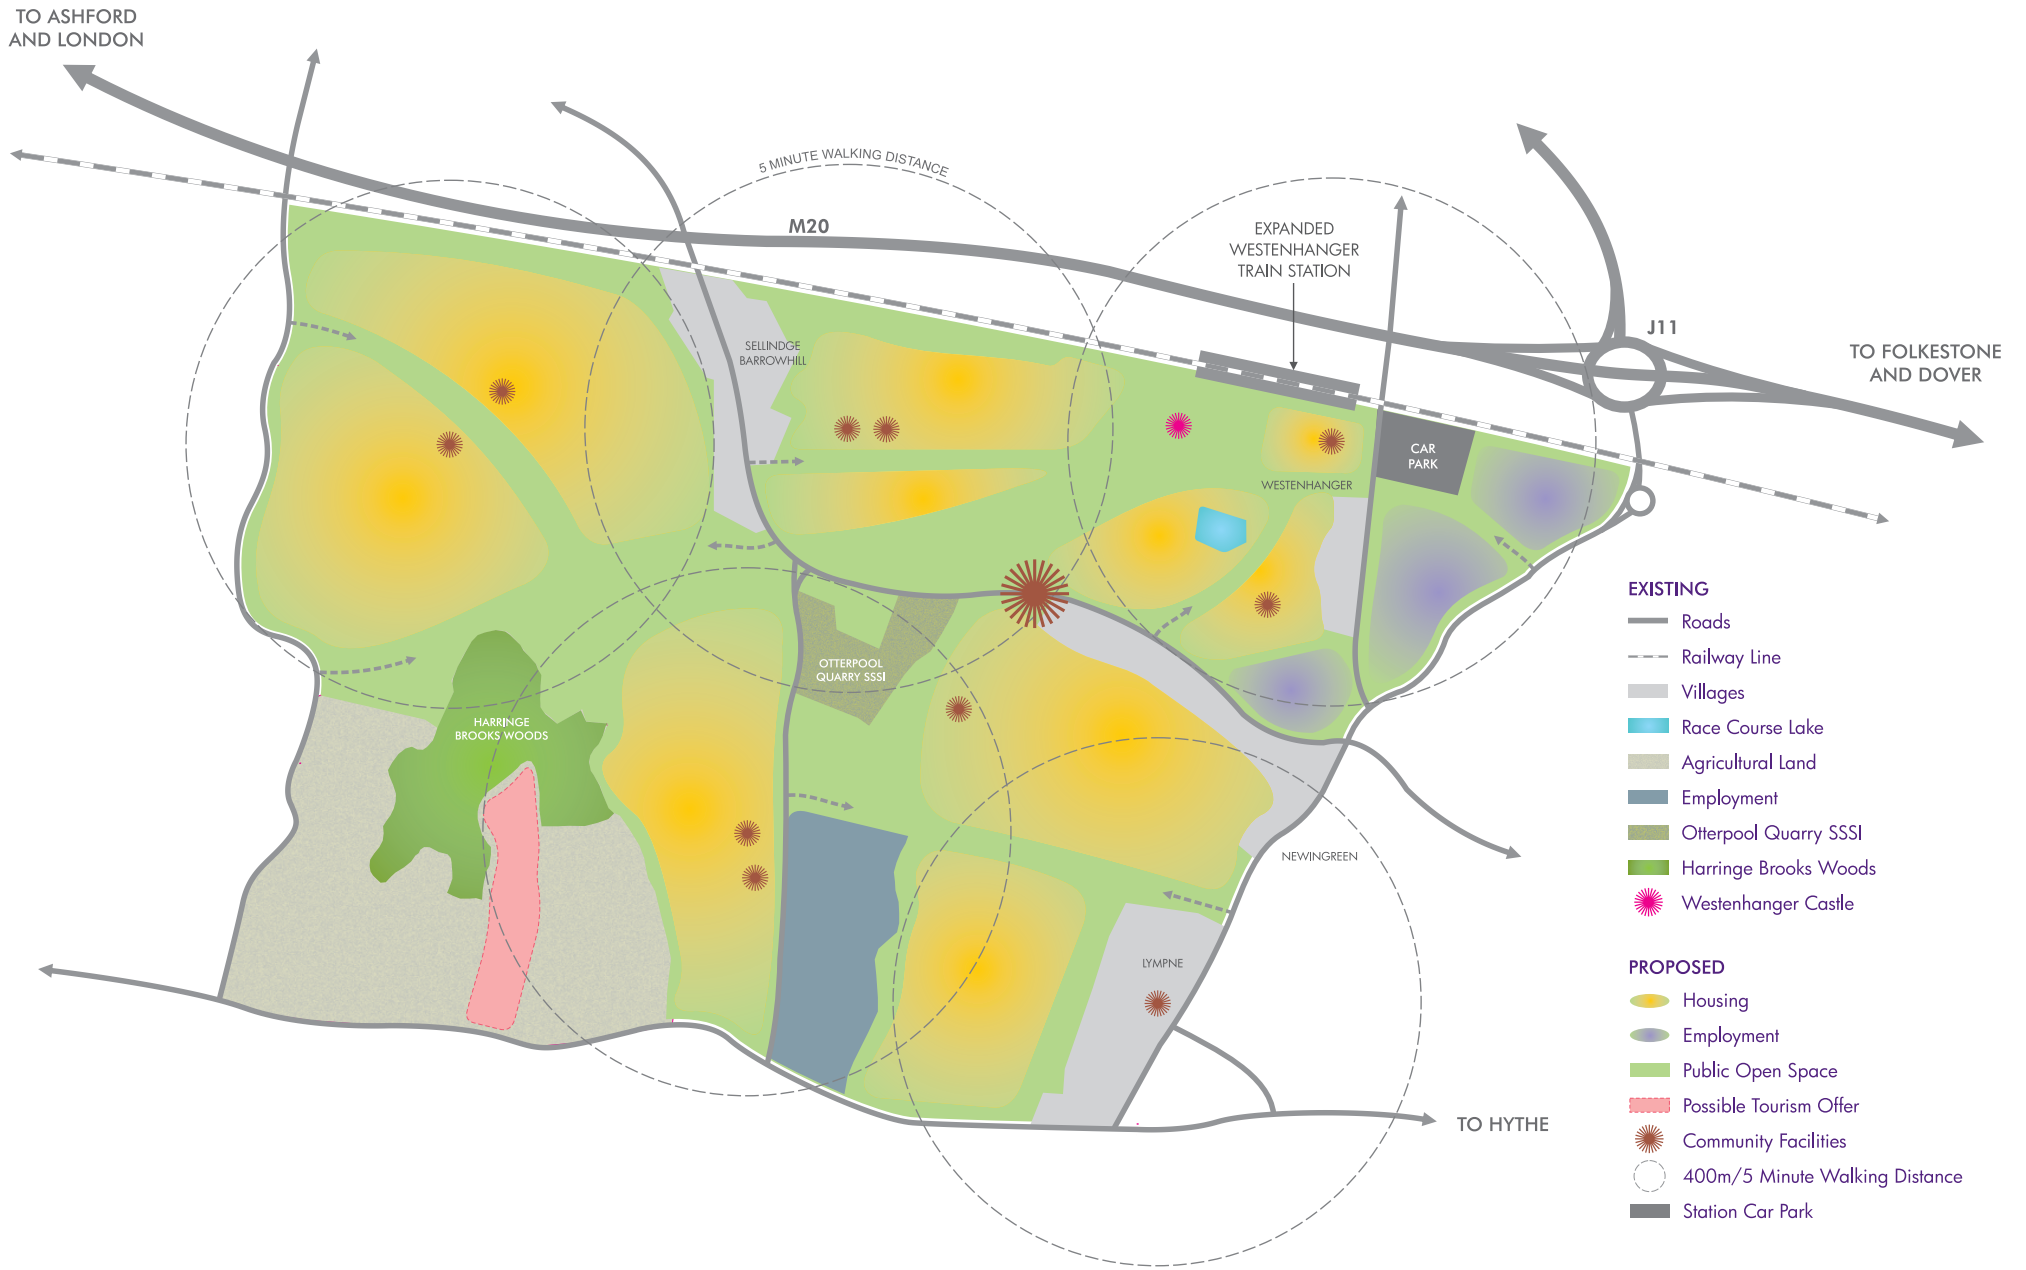 TO ASHFORD
AND LONDON
5 MINUTE WALKING DISTANCE
M20
EXPANDED
WESTENHANGER
TRAIN STATION
J11
TO FOLKESTONE
AND DOVER
SELLINDGE
BARROWHILL
CAR
PARK
WESTENHANGER
OTTERPOOL
QUARRY SSSI
HARRINGE
BROOKS WOODS
NEWINGREEN
LYMPNE
TO HYTHE
EXISTING
Roads
Railway Line
Villages
Race Course Lake
Agricultural Land
Employment
Otterpool Quarry SSSI
Harringe Brooks Woods
Westenhanger Castle
PROPOSED
Housing
Employment
Public Open Space
Possible Tourism Offer
Community Facilities
400m/5 Minute Walking Distance
Station Car Park